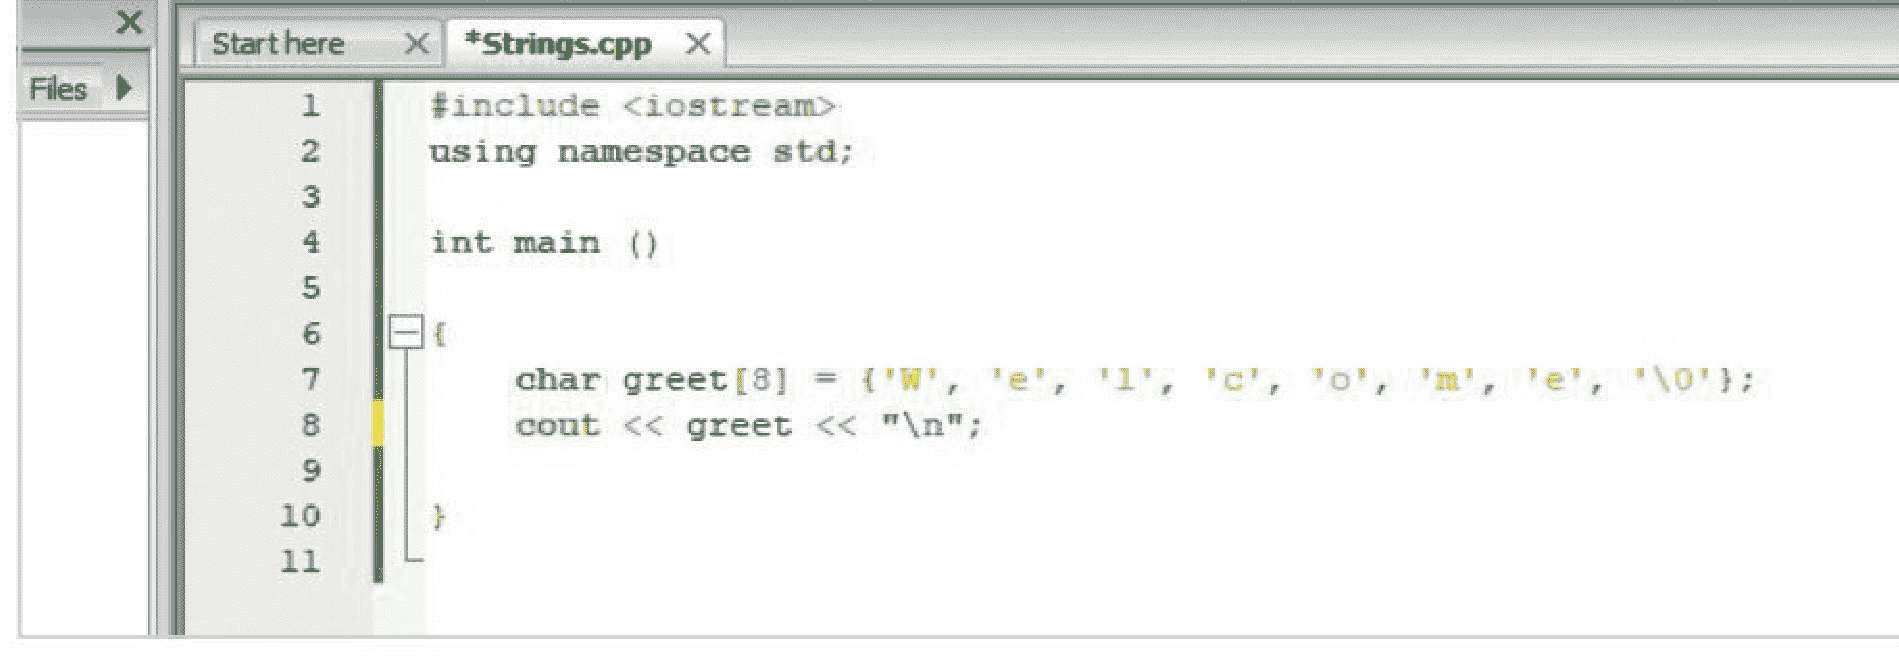 Start here
*Strings.cpp
Files
1 #include <iostream>
2 using namespace std;
3
4 int main ()
5
6 {
7 char greet[8] = {'W', 'e', 'l', 'c', 'o', 'm', 'e', '\0'};
8 cout << greet << "\n";
9
10 }
11